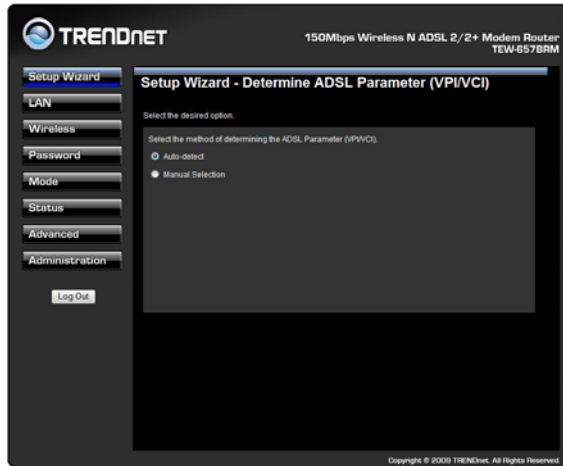 TRENDNET
150Mbps Wireless N ADSL 2/2+ Modem Router
TEW-657BRM
Setup Wizard
LAN
Wireless
Password
Mode
Status
Advanced
Administration
Log Out
Setup Wizard - Determine ADSL Parameter (VPI/VCI)
Select the desired option.
Select the method of determining the ADSL Parameter (VPI/VCI).
Auto-detect
Manual Selection
Copyright © 2009 TRENDnet. All Rights Reserved.